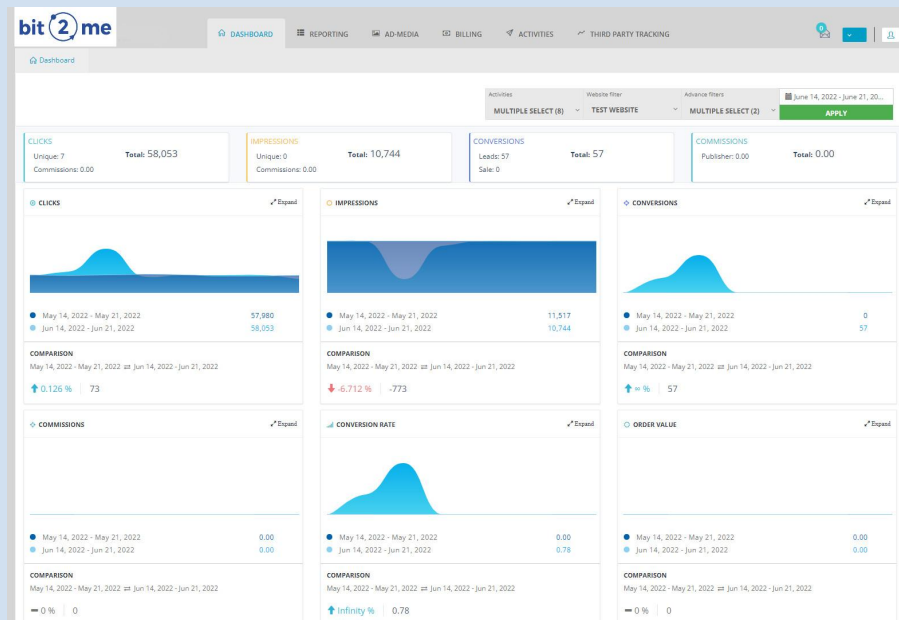 bit 2 me
DASHBOARD REPORTING AD-MEDIA BILLING ACTIVITIES THIRD PARTY TRACKING 0
Dashboard
Activities Website filter Advance filters June 14, 2022 - June 21, 20...
MULTIPLE SELECT (8) TEST WEBSITE MULTIPLE SELECT (2) APPLY
CLICKS
Unique: 7 Total: 58,053
Commissions: 0.00
IMPRESSIONS
Unique: 0 Total: 10,744
Commissions: 0.00
CONVERSIONS
Leads: 57 Total: 57
Sale: 0
COMMISSIONS
Publisher: 0.00 Total: 0.00
CLICKS Expand
May 14, 2022 - May 21, 2022 57,980
Jun 14, 2022 - Jun 21, 2022 58,053
COMPARISON
May 14, 2022 - May 21, 2022 ⇄ Jun 14, 2022 - Jun 21, 2022
0.126 % 73
IMPRESSIONS Expand
May 14, 2022 - May 21, 2022 11,517
Jun 14, 2022 - Jun 21, 2022 10,744
COMPARISON
May 14, 2022 - May 21, 2022 ⇄ Jun 14, 2022 - Jun 21, 2022
-6.712 % -773
CONVERSIONS Expand
May 14, 2022 - May 21, 2022 0
Jun 14, 2022 - Jun 21, 2022 57
COMPARISON
May 14, 2022 - May 21, 2022 ⇄ Jun 14, 2022 - Jun 21, 2022
∞ % 57
COMMISSIONS Expand
May 14, 2022 - May 21, 2022 0.00
Jun 14, 2022 - Jun 21, 2022 0.00
COMPARISON
May 14, 2022 - May 21, 2022 ⇄ Jun 14, 2022 - Jun 21, 2022
0 % 0
CONVERSION RATE Expand
May 14, 2022 - May 21, 2022 0.00
Jun 14, 2022 - Jun 21, 2022 0.78
COMPARISON
May 14, 2022 - May 21, 2022 ⇄ Jun 14, 2022 - Jun 21, 2022
Infinity % 0.78
ORDER VALUE Expand
May 14, 2022 - May 21, 2022 0.00
Jun 14, 2022 - Jun 21, 2022 0.00
COMPARISON
May 14, 2022 - May 21, 2022 ⇄ Jun 14, 2022 - Jun 21, 2022
0 % 0